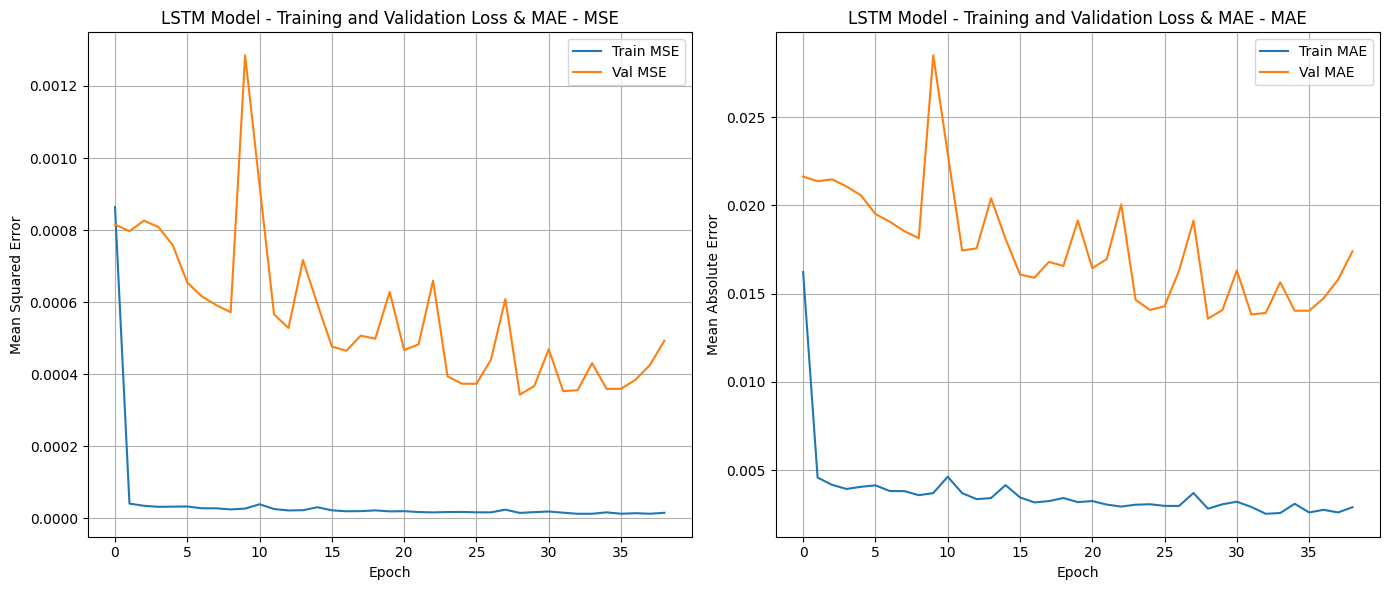 LSTM Model - Training and Validation Loss & MAE - MSE
Train MSE
Val MSE
Mean Squared Error
0.0012
0.0010
0.0008
0.0006
0.0004
0.0002
0.0000
0 5 10 15 20 25 30 35
Epoch
LSTM Model - Training and Validation Loss & MAE - MAE
Train MAE
Val MAE
Mean Absolute Error
0.025
0.020
0.015
0.010
0.005
0 5 10 15 20 25 30 35
Epoch